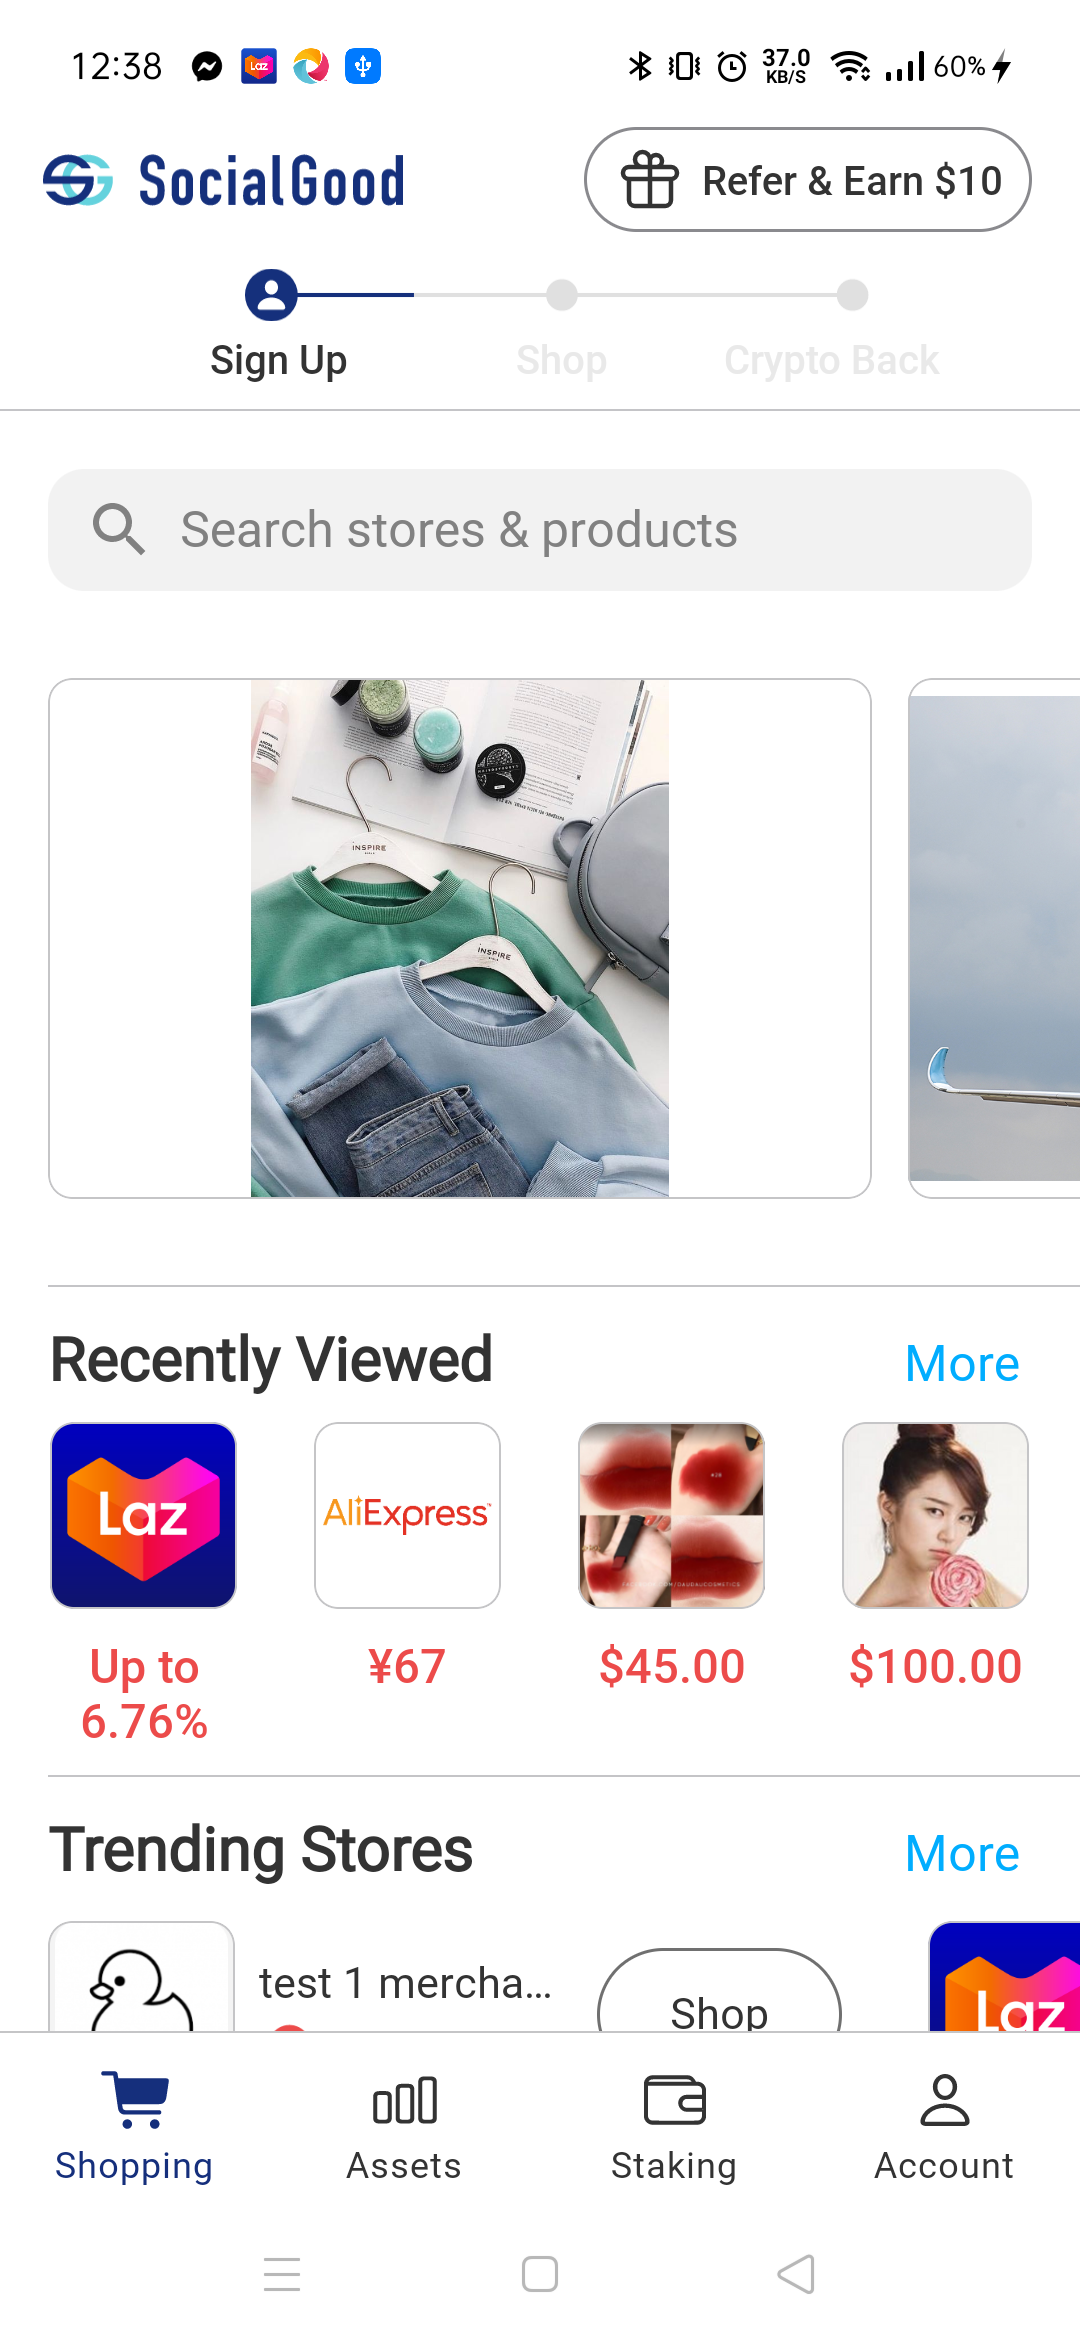 12:38
37.0
KB/S
60%
SocialGood
Refer & Earn $10
Sign Up
Shop
Crypto Back
Search stores & products
INSPIRE
INSPIRE
Recently Viewed
More
Laz
AliExpress
Up to
6.76%
¥67
$45.00
$100.00
Trending Stores
More
test 1 mercha...
Shop
Laz
Shopping
Assets
Staking
Account